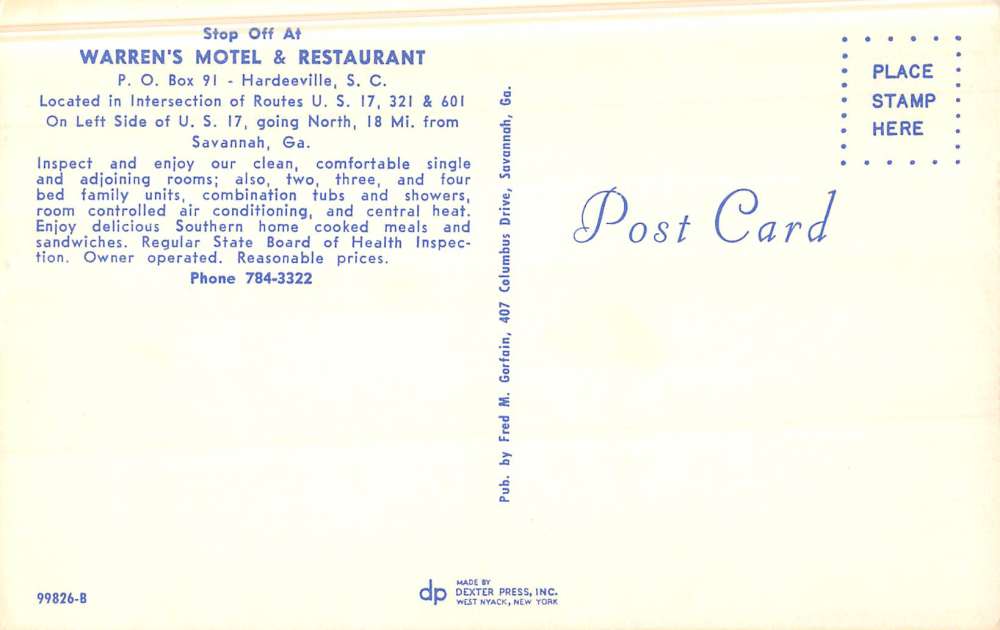 Stop Off At
WARREN'S MOTEL & RESTAURANT
P. O. Box 91 - Hardeeville, S. C.
Located in Intersection of Routes U. S. 17, 321 & 601
On Left Side of U. S. 17, going North, 18 Mi. from
Savannah, Ga.
Inspect and enjoy our clean, comfortable single
and adjoining rooms; also, two, three, and four
bed family units, combination tubs and showers,
room controlled air conditioning, and central heat.
Enjoy delicious Southern home cooked meals and
sandwiches. Regular State Board of Health Inspec-
tion. Owner operated. Reasonable prices.
Phone 784-3322
99826-B
Pub. by Fred M. Gorfain, 407 Columbus Drive, Savannah, Ga.
dp
MADE BY
DEXTER PRESS, INC.
WEST NYACK, NEW YORK
PLACE
STAMP
HERE
Post Card